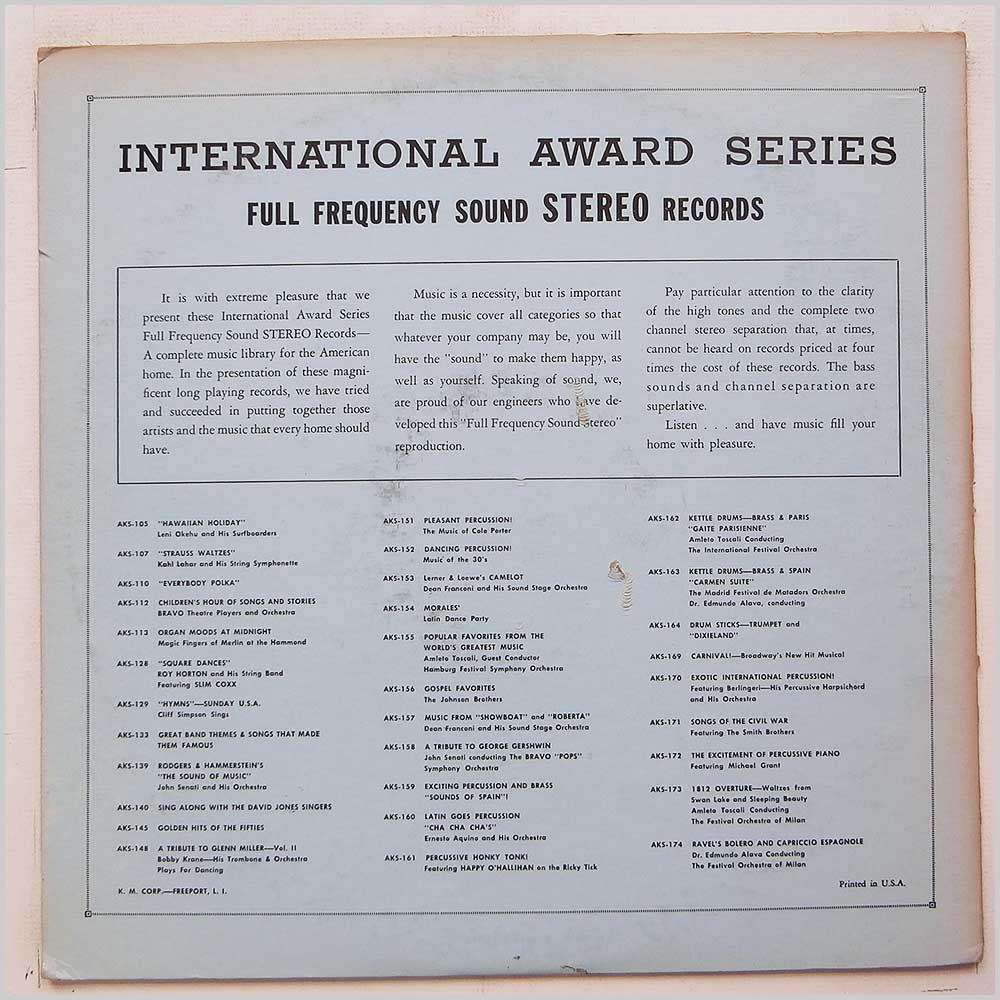 INTERNATIONAL AWARD SERIES
FULL FREQUENCY SOUND STEREO RECORDS
It is with extreme pleasure that we
present these International Award Series
Full Frequency Sound STEREO Records—
A complete music library for the American
home. In the presentation of these magni-
ficent long playing records, we have tried
and succeeded in putting together those
artists and the music that every home should
have.
Music is a necessity, but it is important
that the music cover all categories so that
whatever your company may be, you will
have the "sound" to make them happy, as
well as yourself. Speaking of sound, we,
are proud of our engineers who have de-
veloped this "Full Frequency Sound Stereo"
reproduction.
Pay particular attention to the clarity
of the high tones and the complete two
channel stereo separation that, at times,
cannot be heard on records priced at four
times the cost of these records. The bass
sounds and channel separation are
superlative.
Listen . . . and have music fill your
home with pleasure.
AKS-105 "HAWAIIAN HOLIDAY"
Leni Okehu and His Surfboarders
AKS-107 "STRAUSS WALTZES"
Kahl Lahar and His String Symphonette
AKS-110 "EVERYBODY POLKA"
AKS-112 CHILDREN'S HOUR OF SONGS AND STORIES
BRAVO Theatre Players and Orchestra
AKS-113 ORGAN MOODS AT MIDNIGHT
Magic Fingers of Merlin at the Hammond
AKS-128 "SQUARE DANCES"
ROY HORTON and His String Band
Featuring SLIM COXX
AKS-129 "HYMNS"—SUNDAY U.S.A.
Cliff Simpson Sings
AKS-133 GREAT BAND THEMES & SONGS THAT MADE
THEM FAMOUS
AKS-139 RODGERS & HAMMERSTEIN'S
"THE SOUND OF MUSIC"
John Senati and His Orchestra
AKS-140 SING ALONG WITH THE DAVID JONES SINGERS
AKS-145 GOLDEN HITS OF THE FIFTIES
AKS-148 A TRIBUTE TO GLENN MILLER—Vol. II
Bobby Krane—His Trombone & Orchestra
Plays For Dancing
K. M. CORP.—FREEPORT, L. I.
AKS-151 PLEASANT PERCUSSION!
The Music of Cole Porter
AKS-152 DANCING PERCUSSION!
Music of the 30's
AKS-153 Lerner & Loewe's CAMELOT
Dean Franconi and His Sound Stage Orchestra
AKS-154 MORALES'
Latin Dance Party
AKS-155 POPULAR FAVORITES FROM THE
WORLD'S GREATEST MUSIC
Amleto Toscali, Guest Conductor
Hamburg Festival Symphony Orchestra
AKS-156 GOSPEL FAVORITES
The Johnson Brothers
AKS-157 MUSIC FROM "SHOWBOAT" and "ROBERTA"
Dean Franconi and His Sound Stage Orchestra
AKS-158 A TRIBUTE TO GEORGE GERSHWIN
John Senati conducting The BRAVO "POPS"
Symphony Orchestra
AKS-159 EXCITING PERCUSSION AND BRASS
"SOUNDS OF SPAIN"!
AKS-160 LATIN GOES PERCUSSION
"CHA CHA CHA'S"
Ernesto Aquino and His Orchestra
AKS-161 PERCUSSIVE HONKY TONK!
Featuring HAPPY O'HALLIHAN on the Ricky Tick
AKS-162 KETTLE DRUMS—BRASS & PARIS
"GAITE PARISIENNE"
Amleto Toscali Conducting
The International Festival Orchestra
AKS-163 KETTLE DRUMS—BRASS & SPAIN
"CARMEN SUITE"
The Madrid Festival de Matadors Orchestra
Dr. Edmundo Alava, conducting
AKS-164 DRUM STICKS—TRUMPET and
"DIXIELAND"
AKS-169 CARNIVAL!—Broadway's New Hit Musical
AKS-170 EXOTIC INTERNATIONAL PERCUSSION!
Featuring Berlingeri—His Percussive Harpsichord
and His Orchestra
AKS-171 SONGS OF THE CIVIL WAR
Featuring The Smith Brothers
AKS-172 THE EXCITEMENT OF PERCUSSIVE PIANO
Featuring Michael Grant
AKS-173 1812 OVERTURE—Waltzes from
Swan Lake and Sleeping Beauty
Amleto Toscali Conducting
The Festival Orchestra of Milan
AKS-174 RAVEL'S BOLERO AND CAPRICCIO ESPAGNOLE
Dr. Edmundo Alava Conducting
The Festival Orchestra of Milan
Printed in U.S.A.